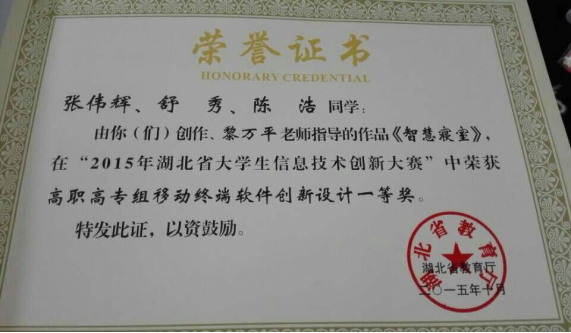 荣誉证书
HONORARY CREDENTIAL
张伟辉、舒 秀、陈 浩 同学：
由你（们）创作、黎万平老师指导的作品《智慧寝室》，
在“2015年湖北省大学生信息技术创新大赛”中荣获
高职高专组移动终端软件创新设计一等奖。
特发此证，以资鼓励。
湖北省教育厅
湖北省教育厅
二〇一五年十月